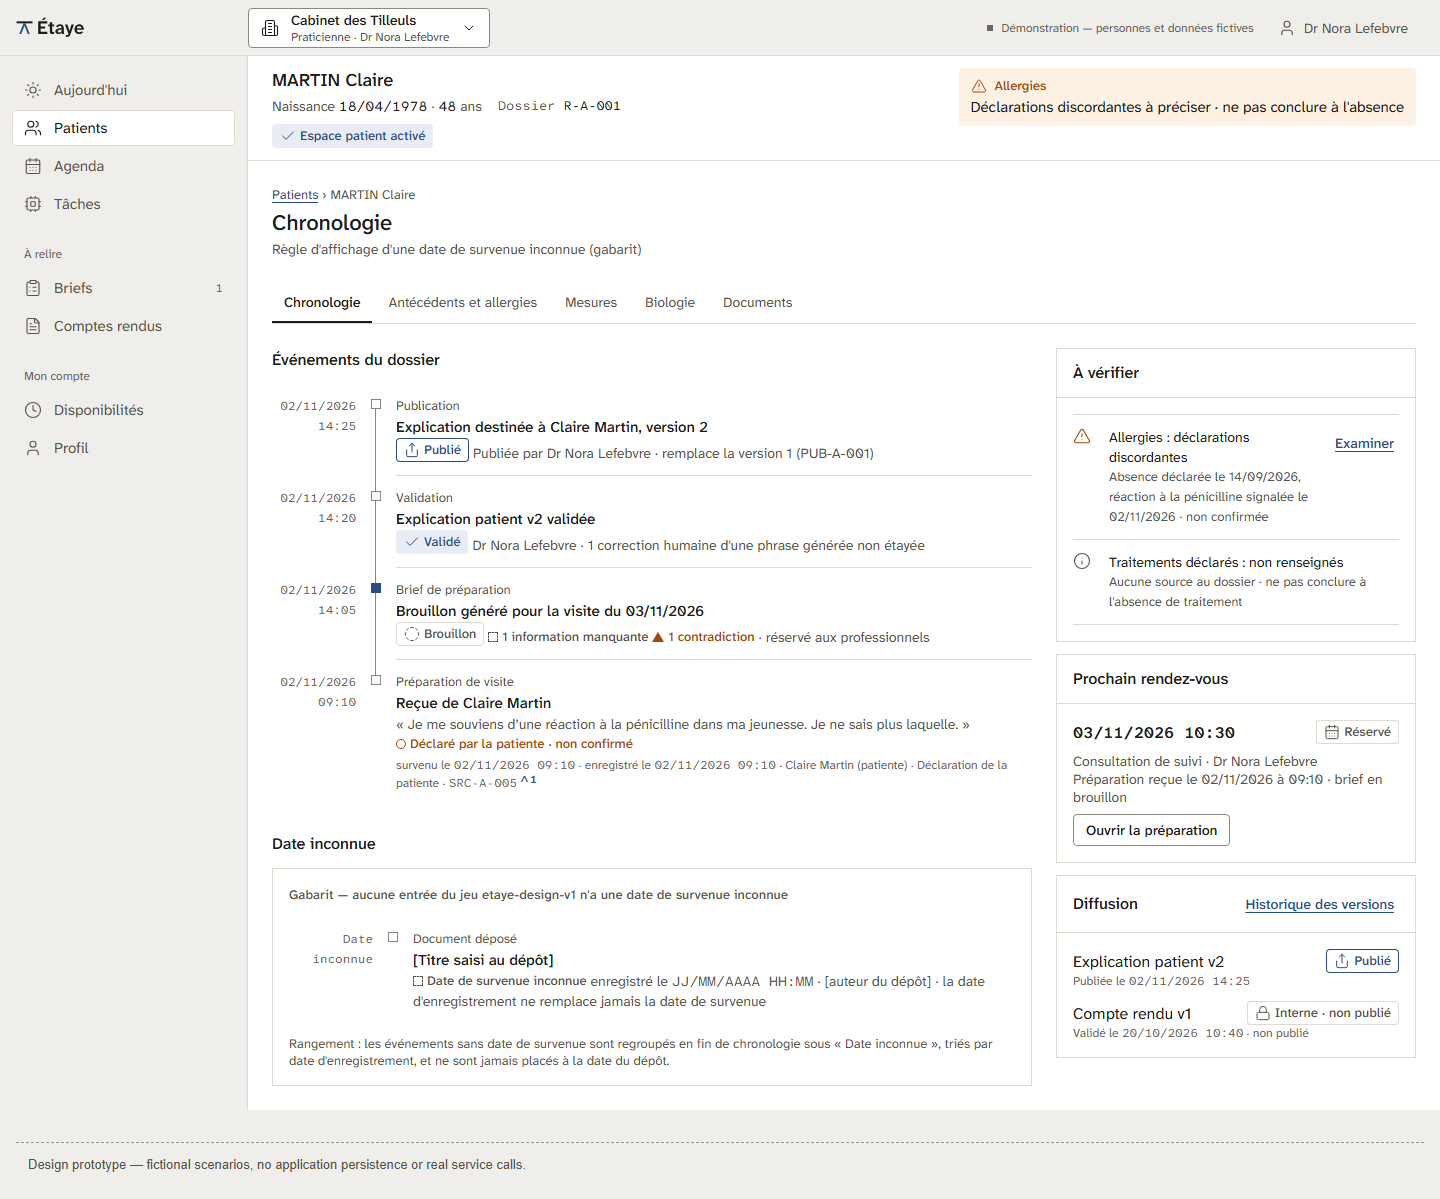 Étaye
Cabinet des Tilleuls
Praticienne · Dr Nora Lefebvre
Démonstration — personnes et données fictives
Dr Nora Lefebvre
Aujourd'hui
Patients
Agenda
Tâches
À relire
Briefs 1
Comptes rendus
Mon compte
Disponibilités
Profil
MARTIN Claire
Naissance 18/04/1978 · 48 ans Dossier R-A-001
Espace patient activé
Allergies
Déclarations discordantes à préciser · ne pas conclure à l'absence
Patients › MARTIN Claire
Chronologie
Règle d'affichage d'une date de survenue inconnue (gabarit)
Chronologie Antécédents et allergies Mesures Biologie Documents
Événements du dossier
02/11/2026
14:25
Publication
Explication destinée à Claire Martin, version 2
Publié Publiée par Dr Nora Lefebvre · remplace la version 1 (PUB-A-001)
02/11/2026
14:20
Validation
Explication patient v2 validée
Validé Dr Nora Lefebvre · 1 correction humaine d'une phrase générée non étayée
02/11/2026
14:05
Brief de préparation
Brouillon généré pour la visite du 03/11/2026
Brouillon 1 information manquante 1 contradiction · réservé aux professionnels
02/11/2026
09:10
Préparation de visite
Reçue de Claire Martin
« Je me souviens d’une réaction à la pénicilline dans ma jeunesse. Je ne sais plus laquelle. »
Déclaré par la patiente · non confirmé
survenu le 02/11/2026 09:10 · enregistré le 02/11/2026 09:10 · Claire Martin (patiente) · Déclaration de la
patiente · SRC-A-005 ^1
Date inconnue
Gabarit — aucune entrée du jeu etaye-design-v1 n'a une date de survenue inconnue
Date
inconnue
Document déposé
[Titre saisi au dépôt]
Date de survenue inconnue enregistré le JJ/MM/AAAA HH:MM · [auteur du dépôt] · la date
d'enregistrement ne remplace jamais la date de survenue
Rangement : les événements sans date de survenue sont regroupés en fin de chronologie sous « Date inconnue », triés par
date d'enregistrement, et ne sont jamais placés à la date du dépôt.
À vérifier
Allergies : déclarations
discordantes
Examiner
Absence déclarée le 14/09/2026,
réaction à la pénicilline signalée le
02/11/2026 · non confirmée
Traitements déclarés : non renseignés
Aucune source au dossier · ne pas conclure à
l'absence de traitement
Prochain rendez-vous
03/11/2026 10:30 Réservé
Consultation de suivi · Dr Nora Lefebvre
Préparation reçue le 02/11/2026 à 09:10 · brief en
brouillon
Ouvrir la préparation
Diffusion Historique des versions
Explication patient v2 Publié
Publiée le 02/11/2026 14:25
Compte rendu v1 Interne · non publié
Validé le 20/10/2026 10:40 · non publié
Design prototype — fictional scenarios, no application persistence or real service calls.